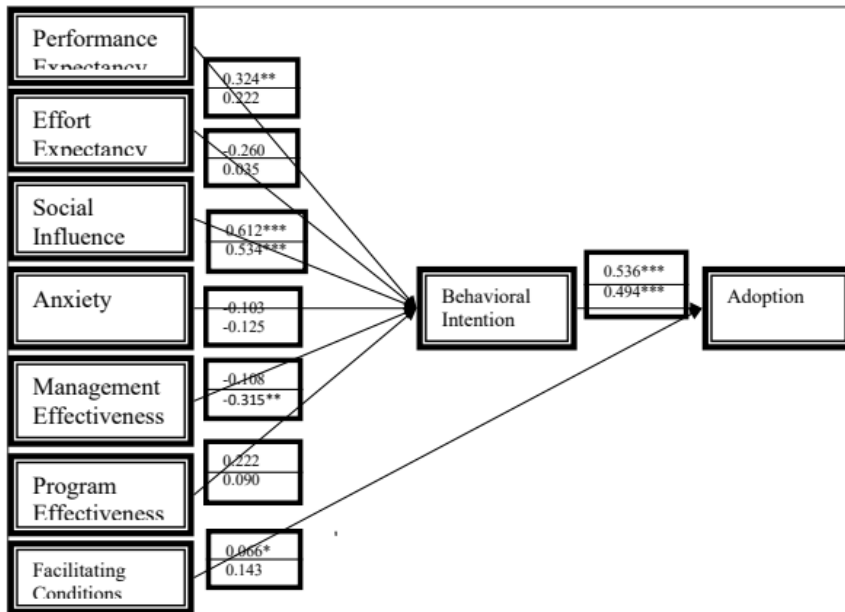 Performance
Expectancy
0.324**
0.222
Effort
Expectancy
-0.260
0.035
Social
Influence
0.612***
0.534***
Anxiety
-0.103
-0.125
Management
Effectiveness
-0.108
-0.315**
Program
Effectiveness
0.222
0.090
Facilitating
Conditions
0.066*
0.143
Behavioral
Intention
0.536***
0.494***
Adoption